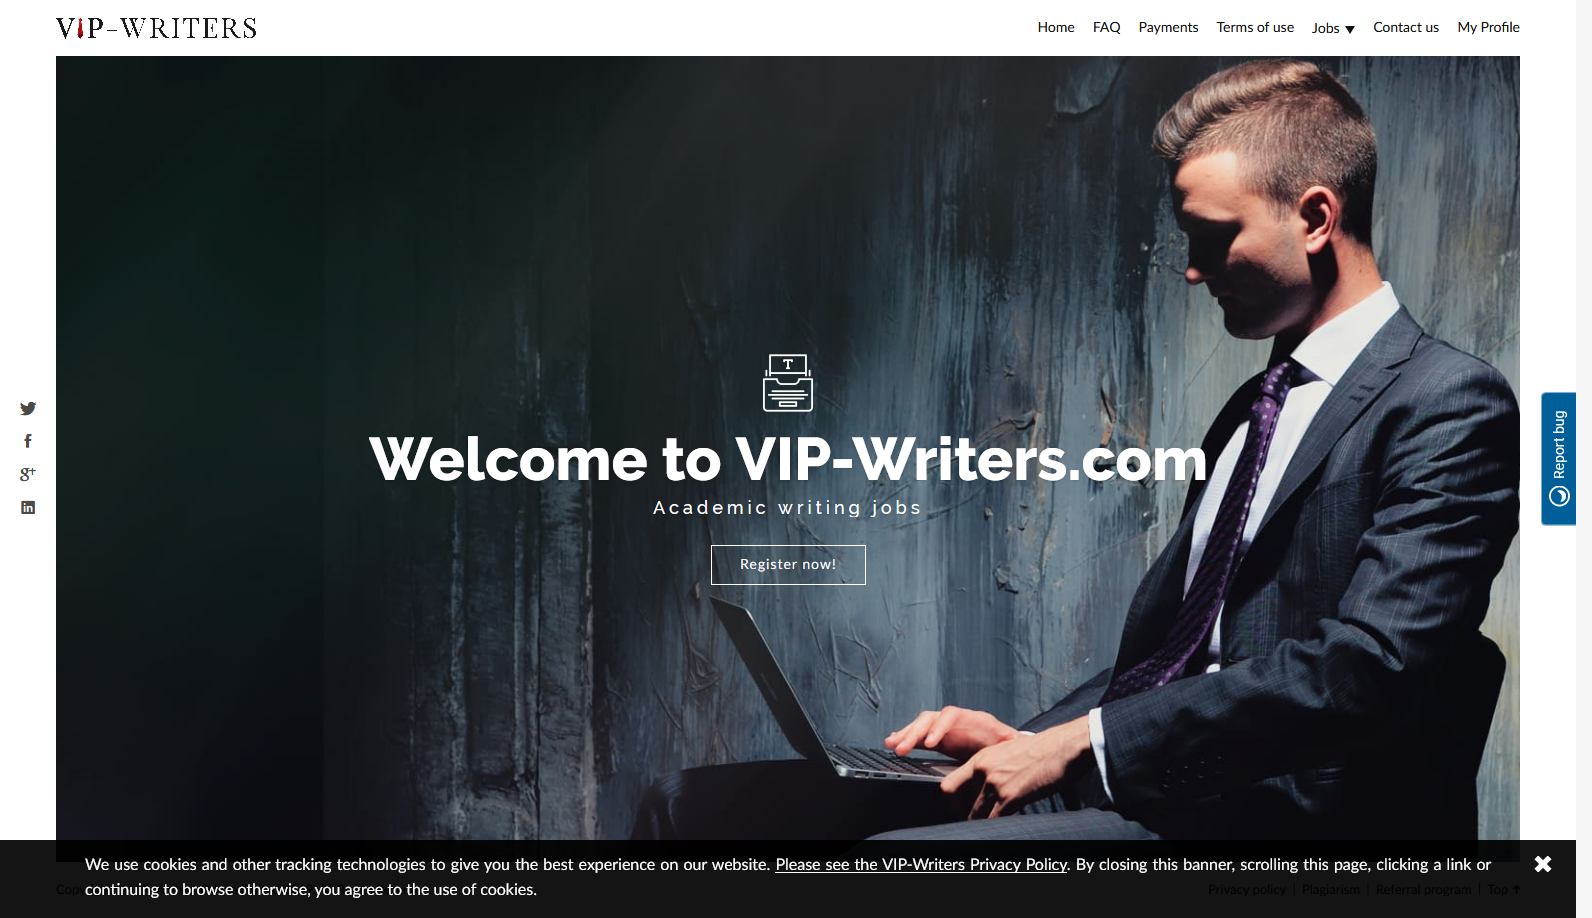 VIP-WRITERS
Home FAQ Payments Terms of use Jobs ▼ Contact us My Profile
T
Welcome to VIP-Writers.com
Academic writing jobs
Register now!
g+
in
Report bug
We use cookies and other tracking technologies to give you the best experience on our website. Please see the VIP-Writers Privacy Policy. By closing this banner, scrolling this page, clicking a link or
continuing to browse otherwise, you agree to the use of cookies.
Privacy policy | Plagiarism | Referral program | Top ↑